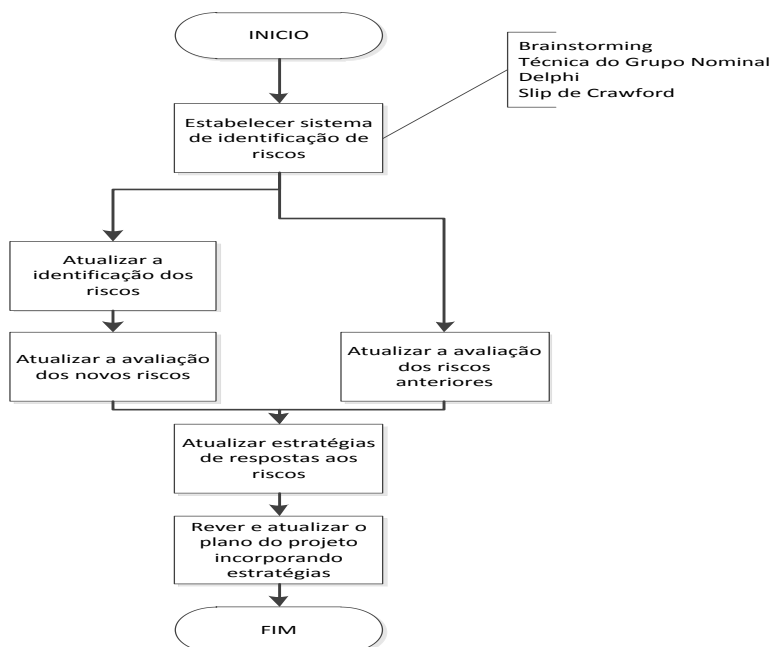 INICIO
Brainstorming
Técnica do Grupo Nominal
Delphi
Slip de Crawford
Estabelecer sistema
de identificação de
riscos
Atualizar a
identificação dos
riscos
Atualizar a avaliação
dos novos riscos
Atualizar a avaliação
dos riscos
anteriores
Atualizar estratégias
de respostas aos
riscos
Rever e atualizar o
plano do projeto
incorporando
estratégias
FIM